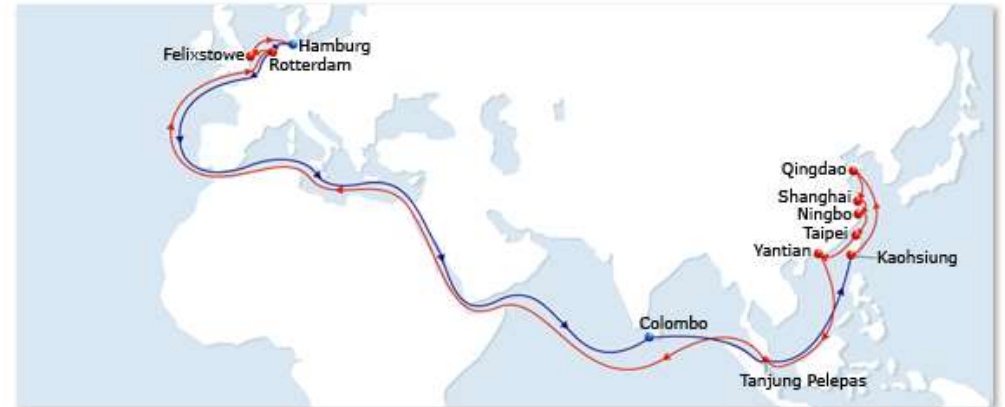 Hamburg
Felixstowe
Rotterdam
Qingdao
Shanghai
Ningbo
Taipei
Yantian
Kaohsiung
Colombo
Tanjung Pelepas